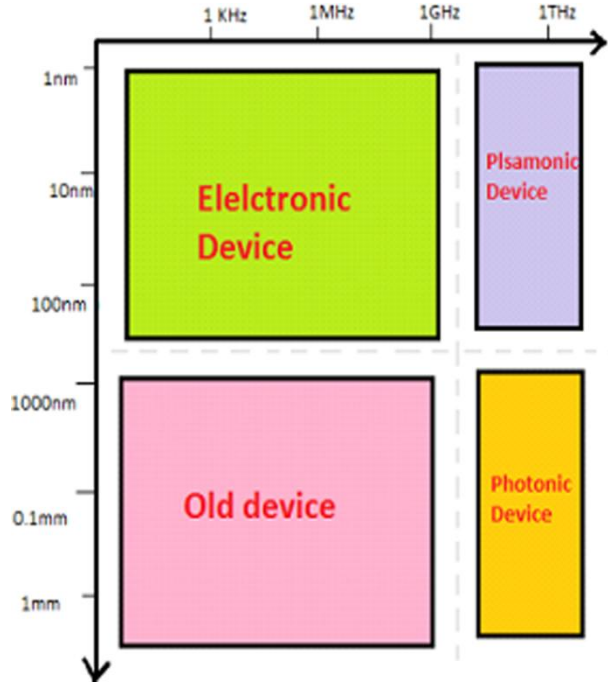 1 KHz 1MHz 1GHz 1THz
1nm
10nm
100nm
1000nm
0.1mm
1mm
Elelctronic
Device
Plsamonic
Device
Old device
Photonic
Device